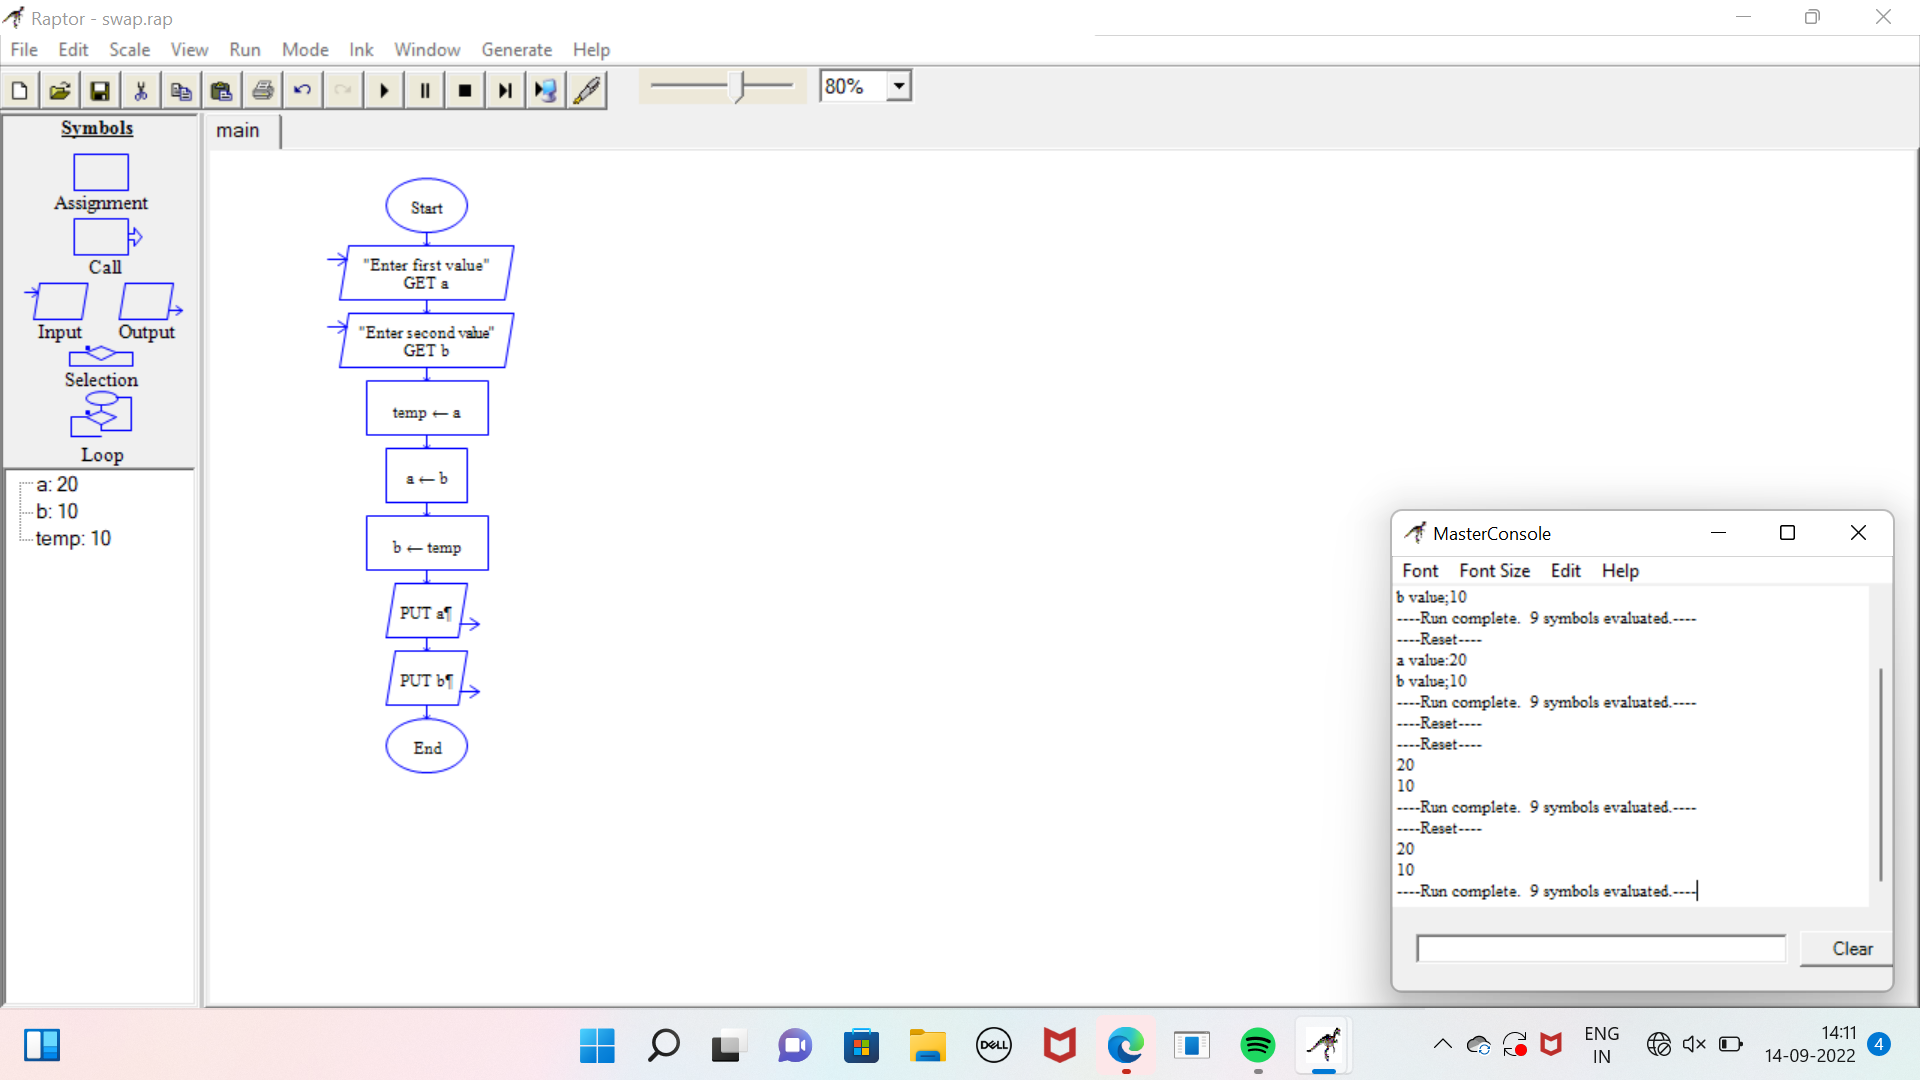 Raptor - swap.rap
File Edit Scale View Run Mode Ink Window Generate Help
80%
Symbols
Assignment
Call
Input Output
Selection
Loop
a: 20
b: 10
temp: 10
main
Start
"Enter first value"
GET a
"Enter second value"
GET b
temp ← a
a ← b
b ← temp
PUT a¶
PUT b¶
End
MasterConsole
Font Font Size Edit Help
b value;10
----Run complete.  9 symbols evaluated.----
----Reset----
a value:20
b value;10
----Run complete.  9 symbols evaluated.----
----Reset----
----Reset----
20
10
----Run complete.  9 symbols evaluated.----
----Reset----
20
10
----Run complete.  9 symbols evaluated.----
Clear
DELL
ENG
IN
14:11
14-09-2022
4